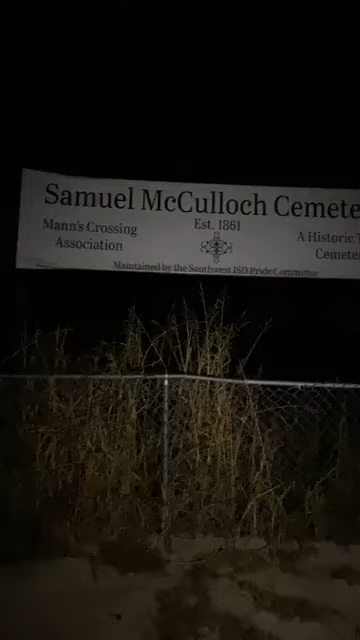 Samuel McCulloch Cemete
Est. 1861
Mann's Crossing
Association
A Historic T
Cemete
Maintained by the Southwest ISD Pride Committee